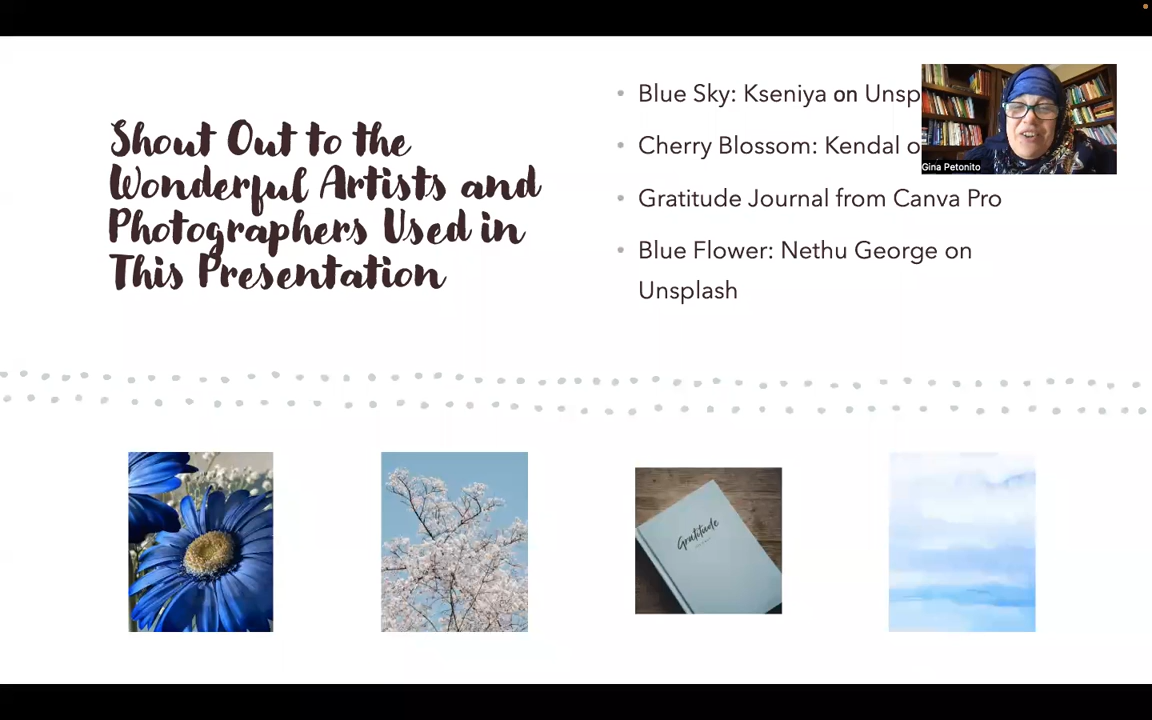 Shout Out to the
Wonderful Artists and
Photographers Used in
This Presentation
• Blue Sky: Kseniya on Unsp
• Cherry Blossom: Kendal o
• Gratitude Journal from Canva Pro
• Blue Flower: Nethu George on
Unsplash
Gina Petonito
Gratitude